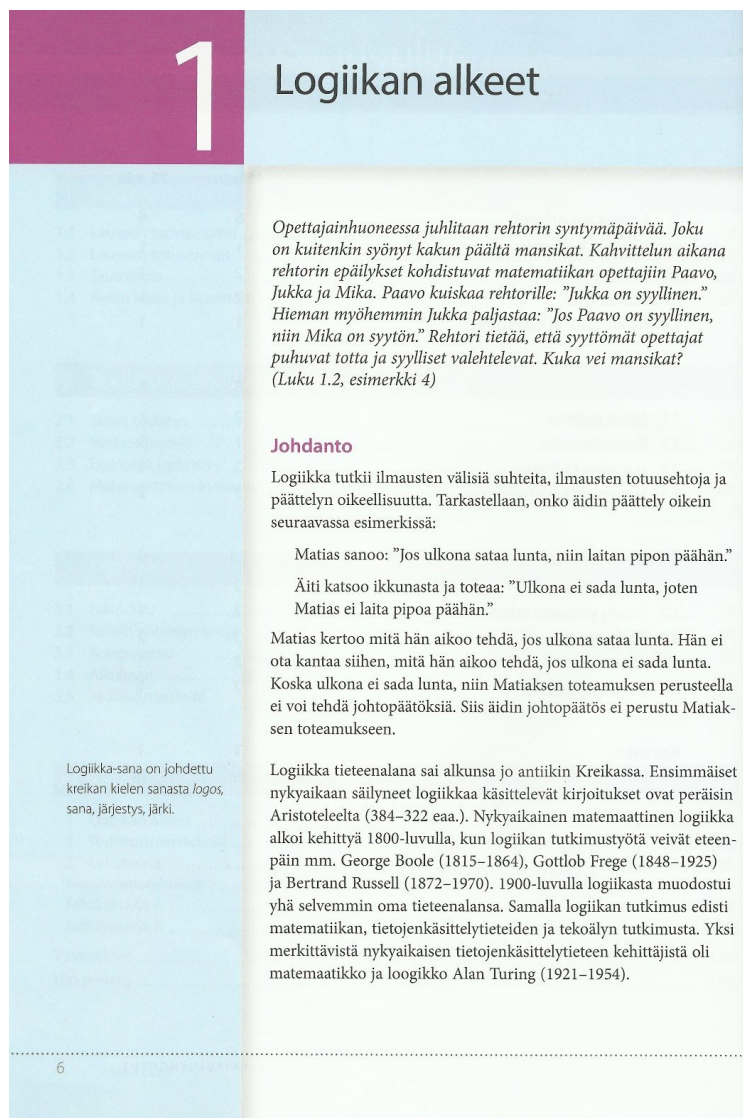 1
Logiikan alkeet
Opettajainhuoneessa juhlitaan rehtorin syntymäpäivää. Joku
on kuitenkin syönyt kakun päältä mansikat. Kahvittelun aikana
rehtorin epäilykset kohdistuvat matematiikan opettajiin Paavo,
Jukka ja Mika. Paavo kuiskaa rehtorille: ”Jukka on syyllinen.”
Hieman myöhemmin Jukka paljastaa: ”Jos Paavo on syyllinen,
niin Mika on syytön.” Rehtori tietää, että syyttömät opettajat
puhuvat totta ja syylliset valehtelevat. Kuka vei mansikat?
(Luku 1.2, esimerkki 4)
Johdanto
Logiikka tutkii ilmausten välisiä suhteita, ilmausten totuusehtoja ja
päättelyn oikeellisuutta. Tarkastellaan, onko äidin päättely oikein
seuraavassa esimerkissä:
Matias sanoo: ”Jos ulkona sataa lunta, niin laitan pipon päähän.”
Äiti katsoo ikkunasta ja toteaa: ”Ulkona ei sada lunta, joten
Matias ei laita pipoa päähän.”
Matias kertoo mitä hän aikoo tehdä, jos ulkona sataa lunta. Hän ei
ota kantaa siihen, mitä hän aikoo tehdä, jos ulkona ei sada lunta.
Koska ulkona ei sada lunta, niin Matiaksen toteamuksen perusteella
ei voi tehdä johtopäätöksiä. Siis äidin johtopäätös ei perustu Matiak-
sen toteamukseen.
Logiikka-sana on johdettu
kreikan kielen sanasta logos,
sana, järjestys, järki.
Logiikka tieteenalana sai alkunsa jo antiikin Kreikassa. Ensimmäiset
nykyaikaan säilyneet logiikkaa käsittelevät kirjoitukset ovat peräisin
Aristoteleelta (384–322 eaa.). Nykyaikainen matemaattinen logiikka
alkoi kehittyä 1800-luvulla, kun logiikan tutkimustyötä veivät eteen-
päin mm. George Boole (1815–1864), Gottlob Frege (1848–1925)
ja Bertrand Russell (1872–1970). 1900-luvulla logiikasta muodostui
yhä selvemmin oma tieteenalansa. Samalla logiikan tutkimus edisti
matematiikan, tietojenkäsittelytieteiden ja tekoälyn tutkimusta. Yksi
merkittävistä nykyaikaisen tietojenkäsittelytieteen kehittäjistä oli
matemaatikko ja loogikko Alan Turing (1921–1954).
6